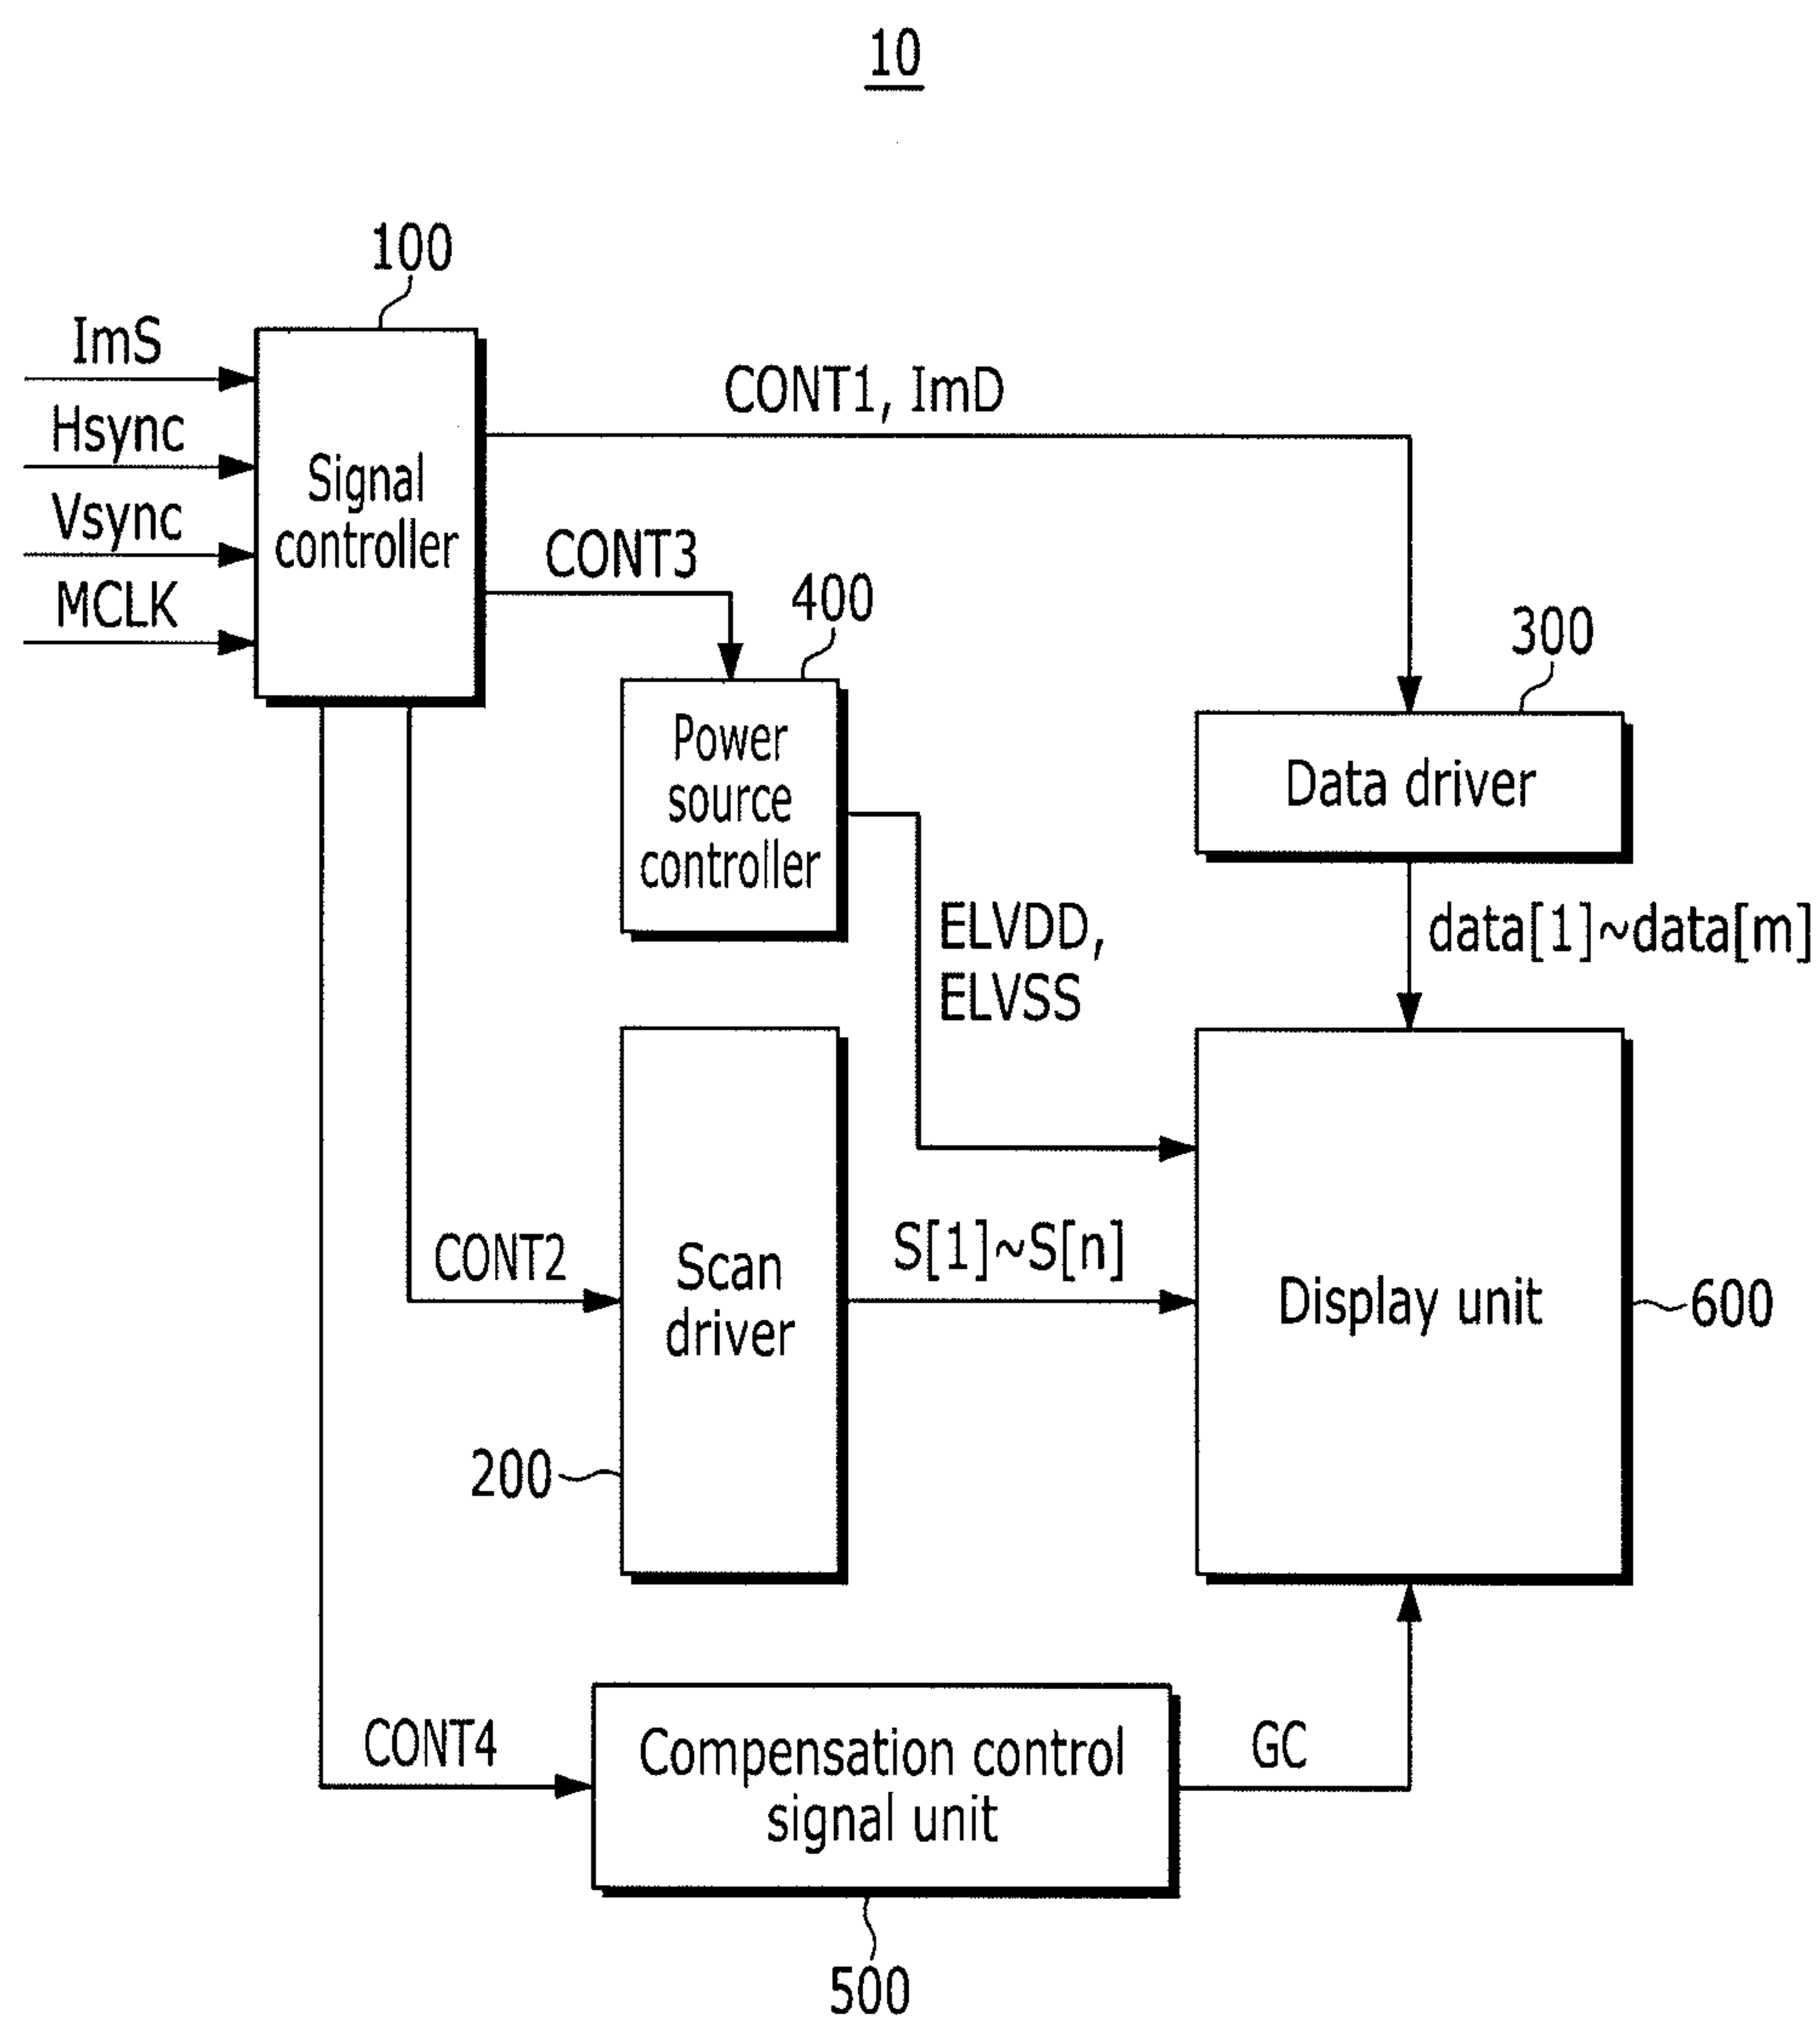 10
100
ImS
Hsync
Vsync
MCLK
Signal
controller
CONT1, ImD
CONT3
400
300
Power
source
controller
Data driver
ELVDD,
ELVSS
data[1]~data[m]
CONT2
Scan
driver
S[1]~S[n]
Display unit
600
200
CONT4
Compensation control
signal unit
GC
500